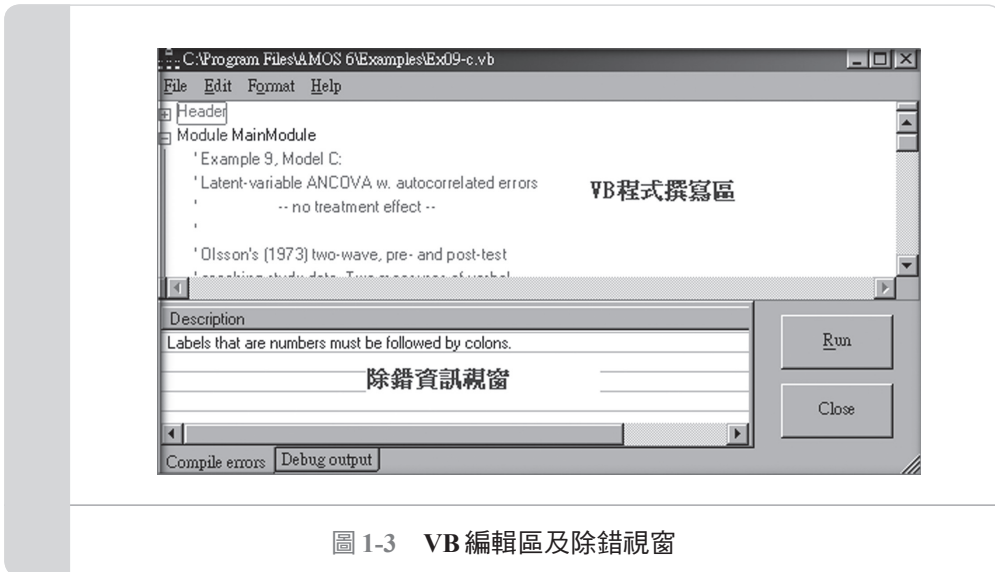 C:\Program Files\AMOS 6\Examples\Ex09-c.vb
File Edit Format Help
Header
Module MainModule
' Example 9, Model C:
' Latent-variable ANCOVA w. autocorrelated errors
' -- no treatment effect --
'
' Olsson's (1973) two-wave, pre- and post-test
VB程式撰寫區
Description
Labels that are numbers must be followed by colons.
除錯資訊視窗
Run
Close
Compile errors Debug output
圖 1-3 VB 編輯區及除錯視窗